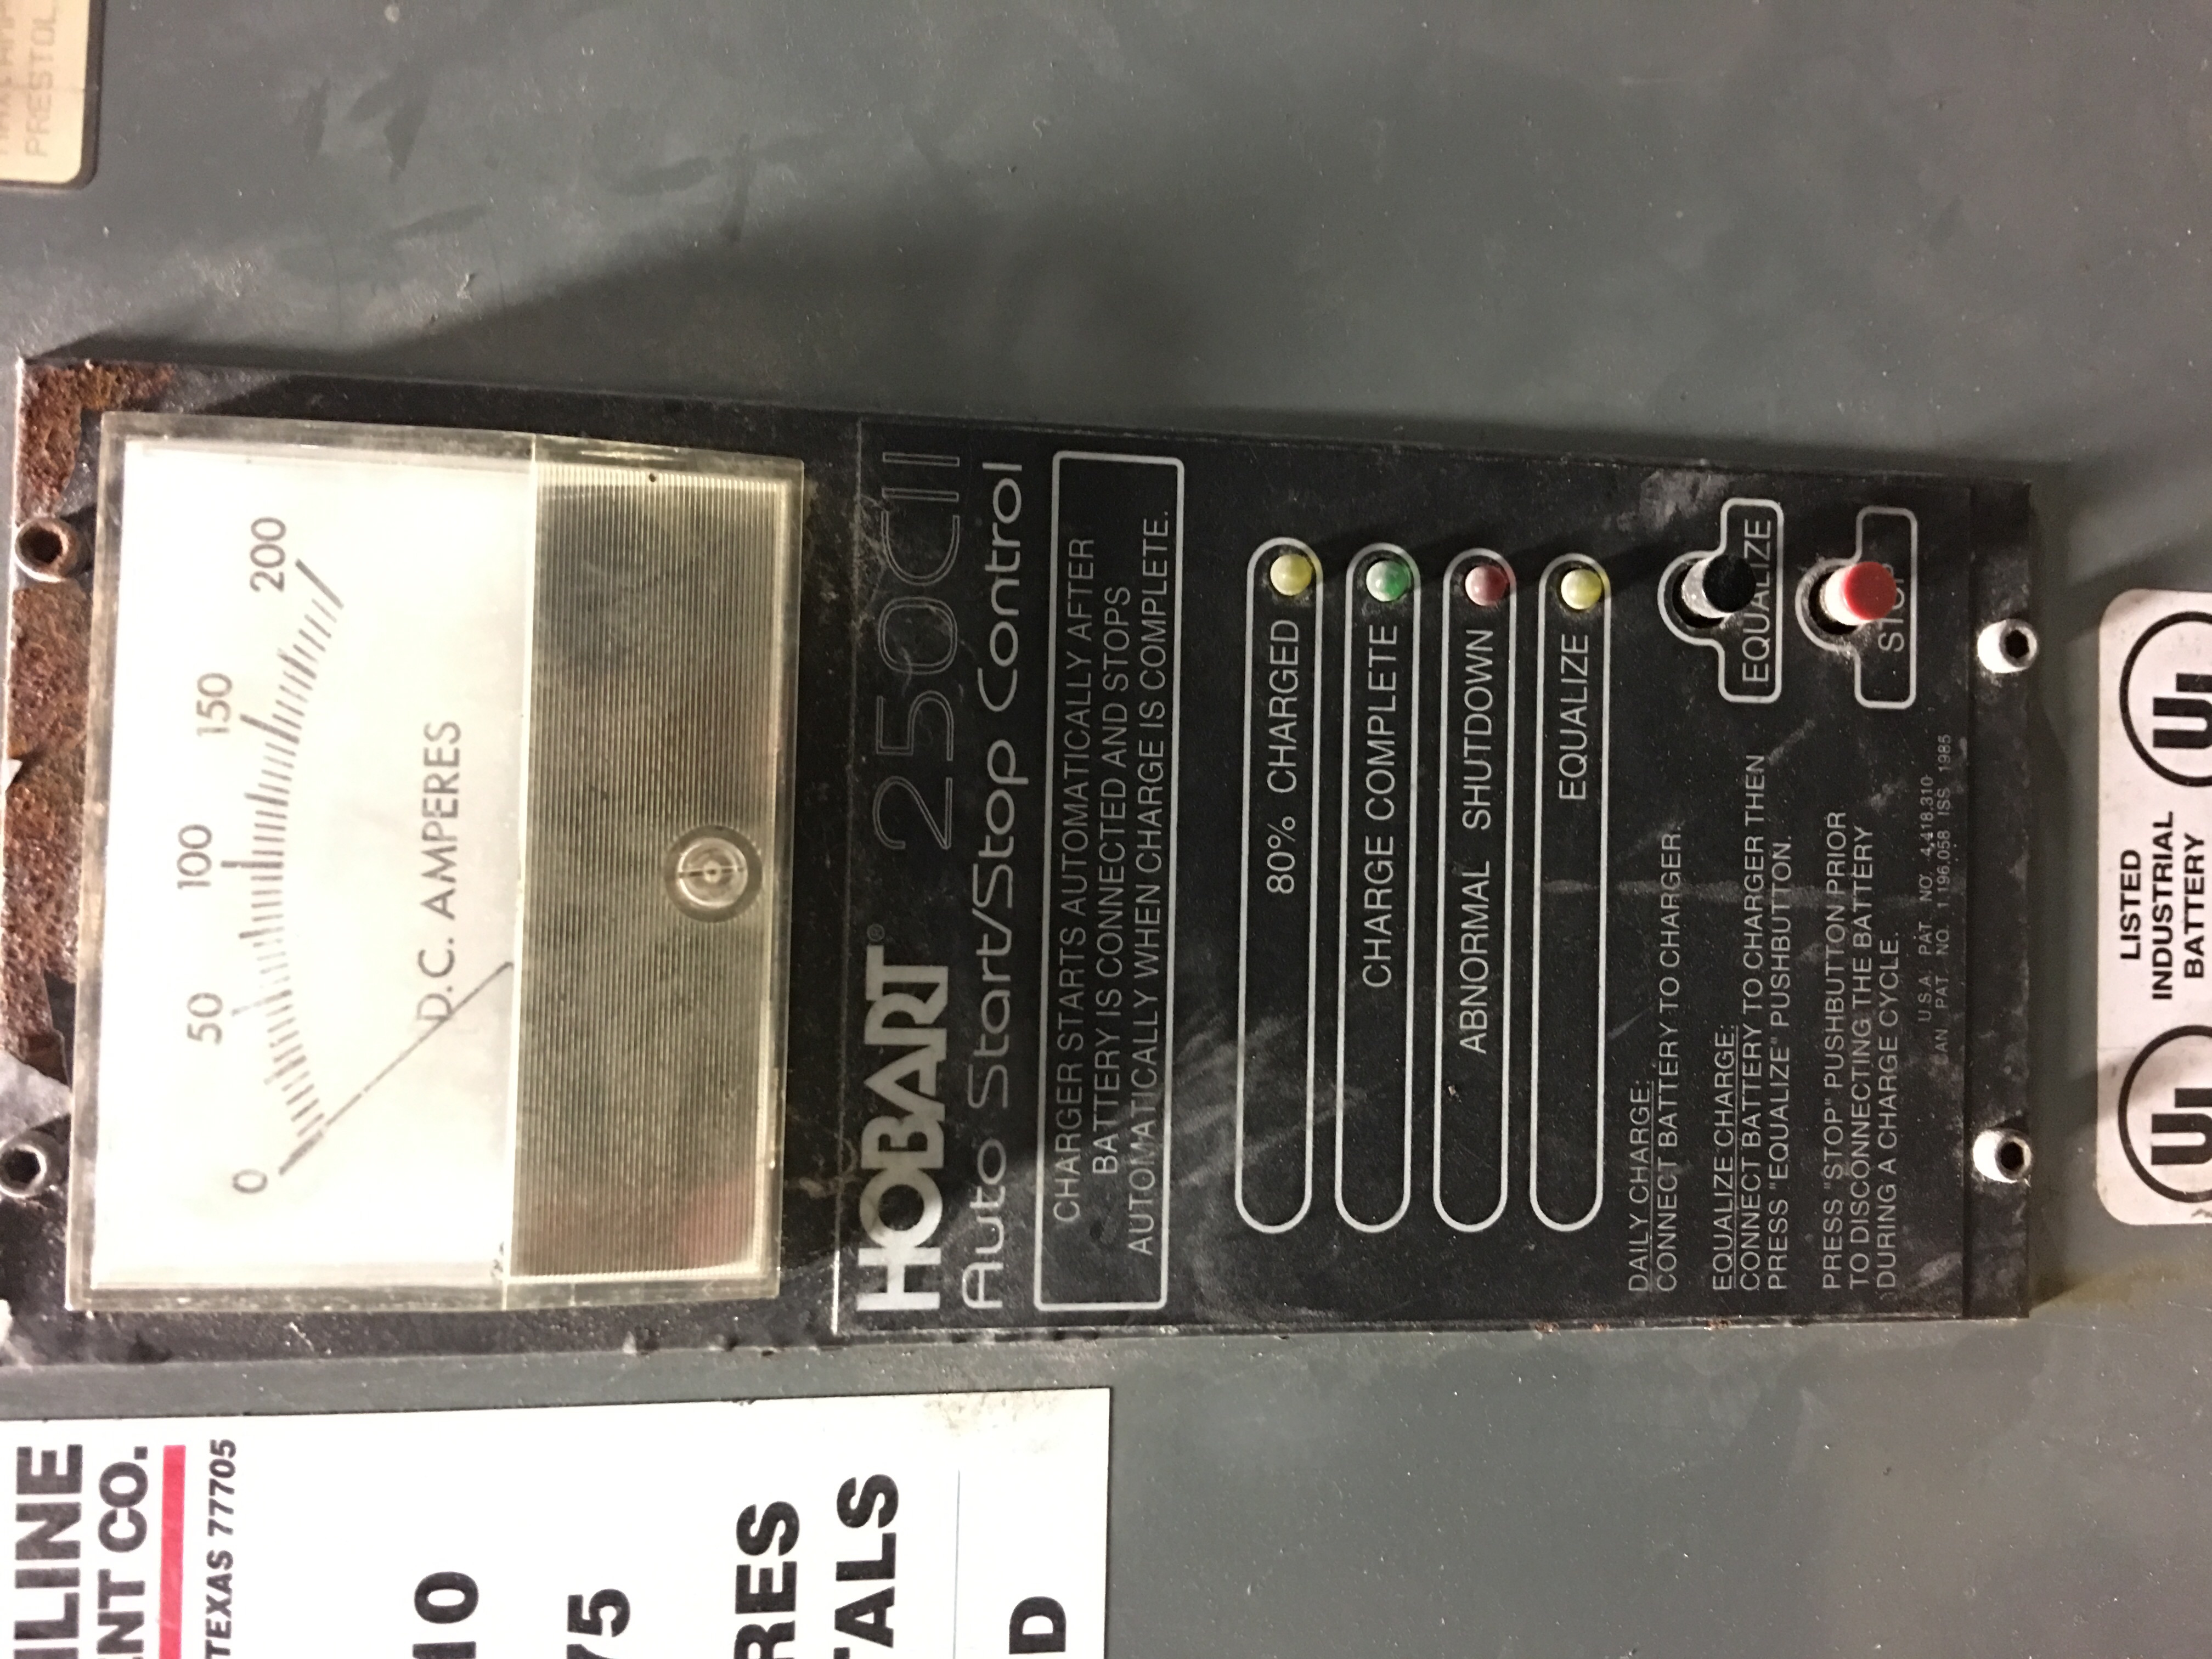 PRESTOL
0 50 100 150 200
D.C. AMPERES
HOBART® 250CII
Auto Start/Stop Control
CHARGER STARTS AUTOMATICALLY AFTER
BATTERY IS CONNECTED AND STOPS
AUTOMATICALLY WHEN CHARGE IS COMPLETE.
80% CHARGED
CHARGE COMPLETE
ABNORMAL SHUTDOWN
EQUALIZE
DAILY CHARGE:
CONNECT BATTERY TO CHARGER.
EQUALIZE CHARGE:
CONNECT BATTERY TO CHARGER THEN
PRESS "EQUALIZE" PUSHBUTTON.
EQUALIZE
PRESS "STOP" PUSHBUTTON PRIOR
TO DISCONNECTING THE BATTERY
DURING A CHARGE CYCLE.
STOP
U.S.A. PAT. NO. 4,418,310
CAN. PAT. NO. 1,196,058 ISS 1985
LISTED
INDUSTRIAL
BATTERY
LINE
NT CO.
TEXAS 77705
10
75
RES
TALS
D